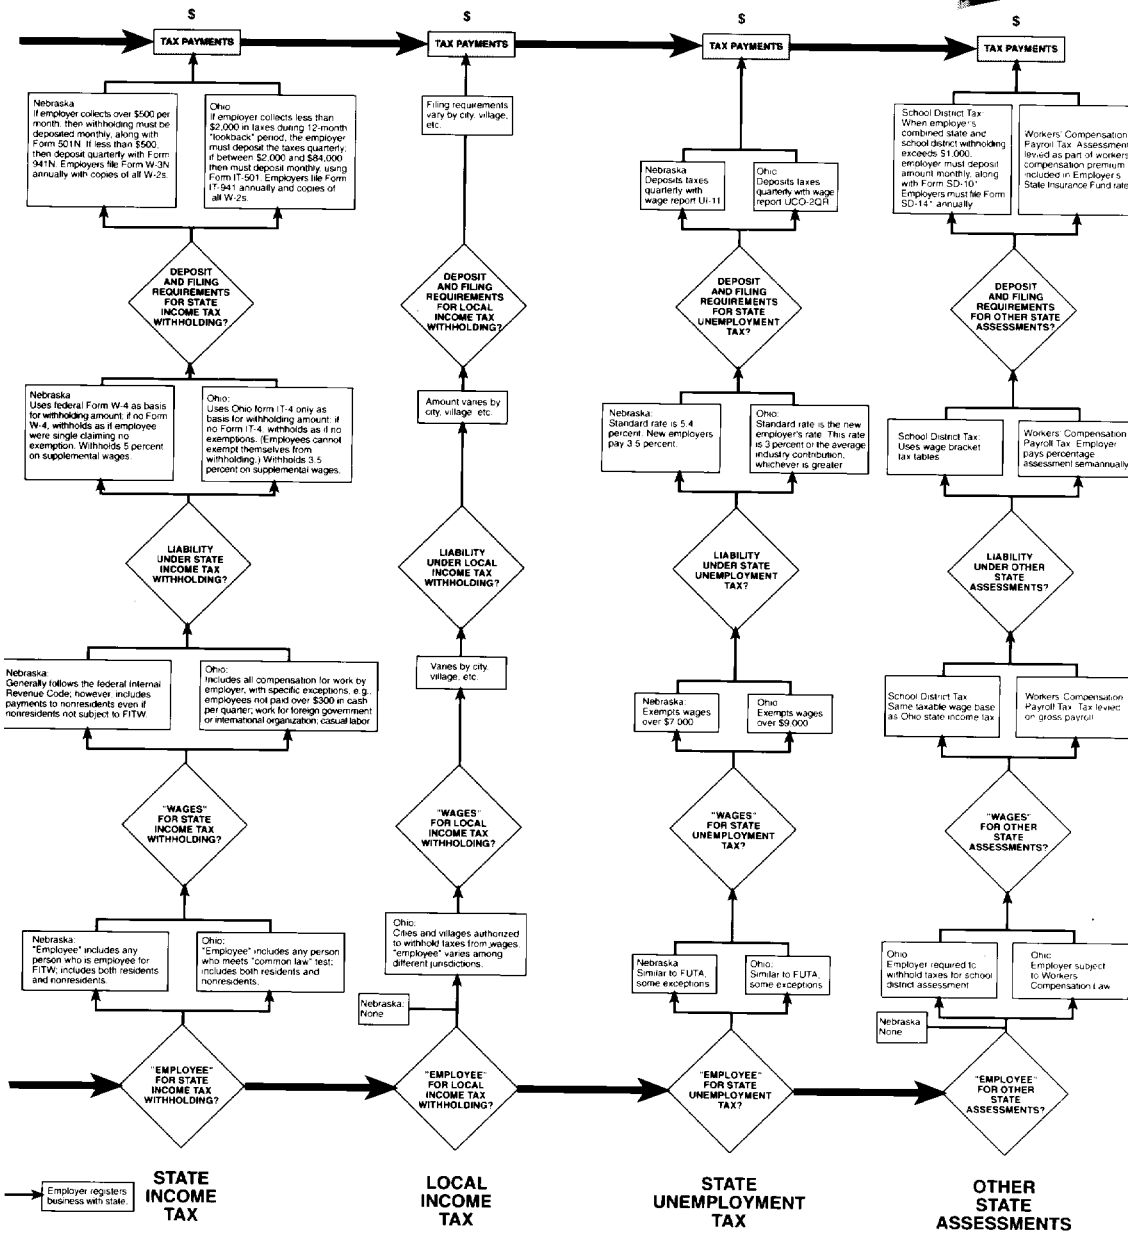 $
$
$
$
TAX PAYMENTS
TAX PAYMENTS
TAX PAYMENTS
TAX PAYMENTS
Nebraska
If employer collects over $500 per
month, then withholding must be
deposited monthly, along with
Form 501N. If less than $500,
then deposit quarterly with Form
941N. Employers file Form W-3N
annually with copies of all W-2s.
Ohio
If employer collects less than
$2,000 in taxes during 12-month
"lookback" period, the employer
must deposit the taxes quarterly;
if between $2,000 and $84,000
then must deposit monthly, using
Form IT-501. Employers file Form
IT-941 annually and copies of
all W-2s.
Filing requirements
vary by city, village,
etc.
Nebraska
Deposits taxes
quarterly with
wage report UI-11
Ohio:
Deposits taxes
quarterly with wage
report UCO-2QR
School District Tax:
When employer's
combined state and
school district withholding
exceeds $1,000,
employer must deposit
amount monthly, along
with Form SD-10*
Employers must file Form
SD-14* annually
Workers' Compensation
Payroll Tax: Assessment
levied as part of workers'
compensation premium
included in Employer's
State Insurance Fund rate
DEPOSIT
AND FILING
REQUIREMENTS
FOR STATE
INCOME TAX
WITHHOLDING?
DEPOSIT
AND FILING
REQUIREMENTS
FOR LOCAL
INCOME TAX
WITHHOLDING?
DEPOSIT
AND FILING
REQUIREMENTS
FOR STATE
UNEMPLOYMENT
TAX?
DEPOSIT
AND FILING
REQUIREMENTS
FOR OTHER STATE
ASSESSMENTS?
Nebraska
Uses federal Form W-4 as basis
for withholding amount; if no Form
W-4, withholds as if employee
were single claiming no
exemption. Withholds 5 percent
on supplemental wages.
Ohio:
Uses Ohio form IT-4 only as
basis for withholding amount; if
no Form IT-4, withholds as if no
exemptions. (Employees cannot
exempt themselves from
withholding.) Withholds 3.5
percent on supplemental wages.
Amount varies by
city, village, etc.
Nebraska:
Standard rate is 5.4
percent. New employers
pay 3.5 percent.
Ohio:
Standard rate is the new
employer's rate. This rate
is 3 percent or the average
industry contribution,
whichever is greater
School District Tax:
Uses wage bracket
tax tables
Workers' Compensation
Payroll Tax: Employer
pays percentage
assessment semiannually
LIABILITY
UNDER STATE
INCOME TAX
WITHHOLDING?
LIABILITY
UNDER LOCAL
INCOME TAX
WITHHOLDING?
LIABILITY
UNDER STATE
UNEMPLOYMENT
TAX?
LIABILITY
UNDER OTHER
STATE
ASSESSMENTS?
Nebraska:
Generally follows the federal Internal
Revenue Code; however, includes
payments to nonresidents even if
nonresidents not subject to FITW.
Ohio:
Includes all compensation for work by
employer, with specific exceptions, e.g.,
employees not paid over $300 in cash
per quarter; work for foreign government
or international organization; casual labor
Varies by city,
village, etc.
Nebraska:
Exempts wages
over $7,000
Ohio
Exempts wages
over $9,000
School District Tax
Same taxable wage base
as Ohio state income tax
Workers' Compensation
Payroll Tax: Tax levied
on gross payroll
"WAGES"
FOR STATE
INCOME TAX
WITHHOLDING?
"WAGES"
FOR LOCAL
INCOME TAX
WITHHOLDING?
"WAGES"
FOR STATE
UNEMPLOYMENT
TAX?
"WAGES"
FOR OTHER
STATE
ASSESSMENTS?
Nebraska:
"Employee" includes any
person who is employee for
FITW; includes both residents
and nonresidents.
Ohio:
"Employee" includes any person
who meets "common law" test;
includes both residents and
nonresidents.
Ohio:
Cities and villages authorized
to withhold taxes from wages.
"employee" varies among
different jurisdictions.
Nebraska:
None
Nebraska
Similar to FUTA,
some exceptions
Ohio:
Similar to FUTA,
some exceptions
Ohio
Employer required to
withhold taxes for school
district assessment
Ohio:
Employer subject
to Workers
Compensation Law
Nebraska
None
"EMPLOYEE"
FOR STATE
INCOME TAX
WITHHOLDING?
"EMPLOYEE"
FOR LOCAL
INCOME TAX
WITHHOLDING?
"EMPLOYEE"
FOR STATE
UNEMPLOYMENT
TAX?
"EMPLOYEE"
FOR OTHER
STATE
ASSESSMENTS?
Employer registers
business with state.
STATE
INCOME
TAX
LOCAL
INCOME
TAX
STATE
UNEMPLOYMENT
TAX
OTHER
STATE
ASSESSMENTS